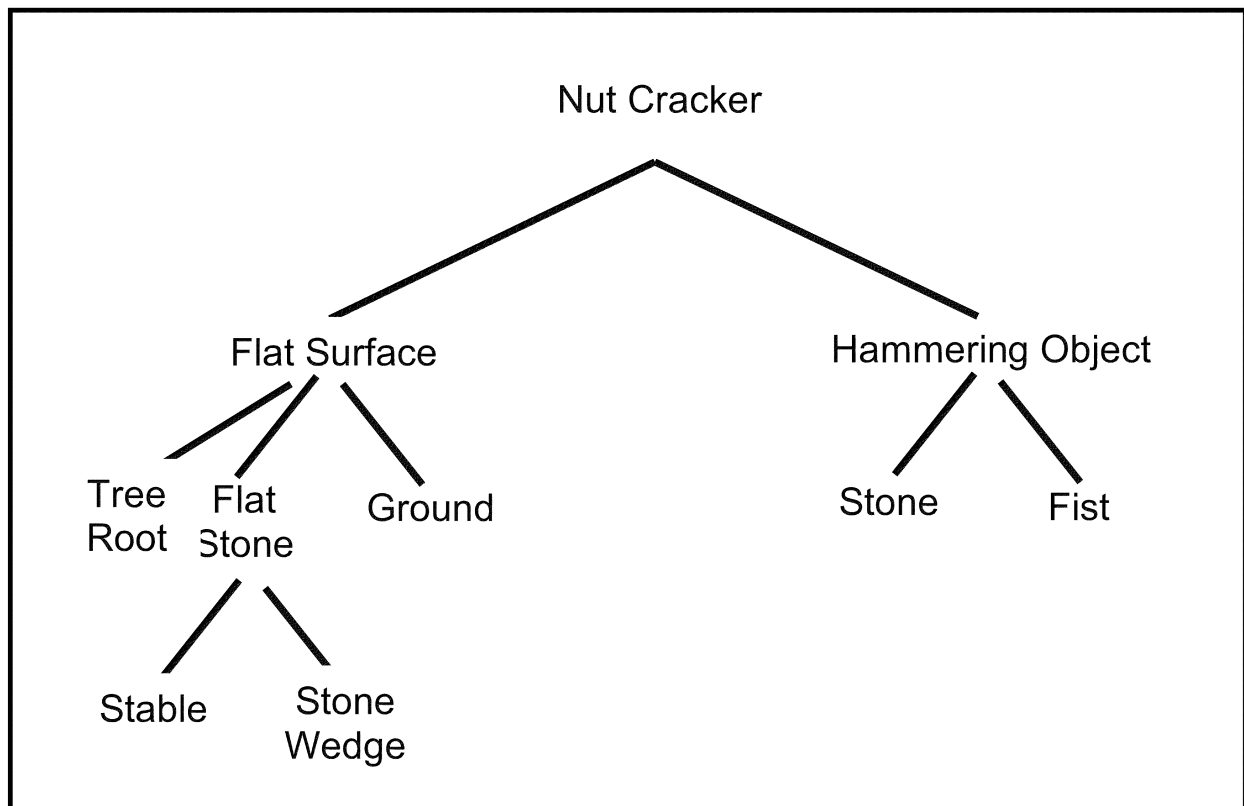 Nut Cracker
Flat Surface
Hammering Object
Tree
Root
Flat
Stone
Ground
Stone
Fist
Stable
Stone
Wedge